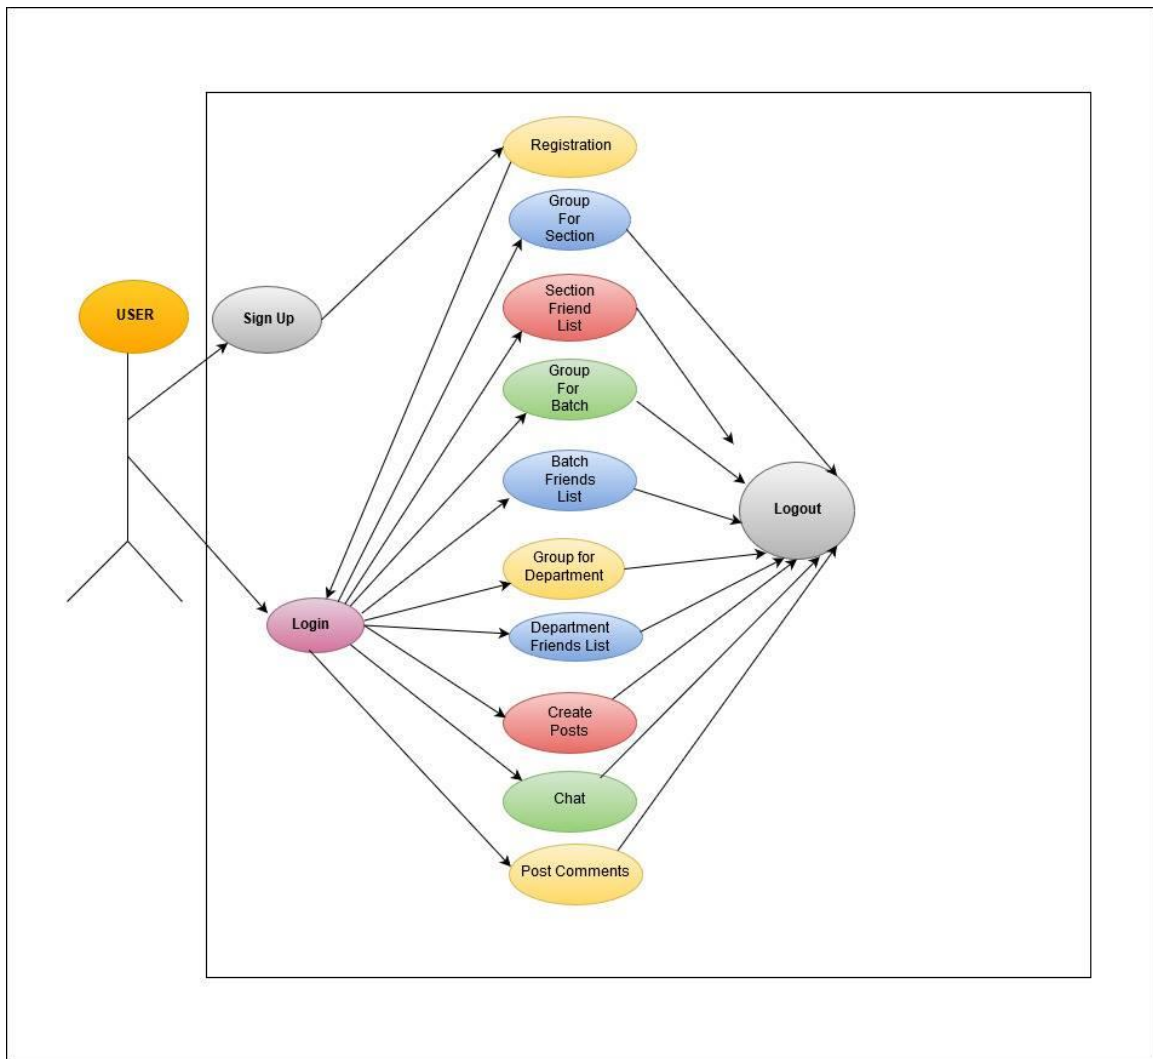 Registration
Group
For
Section
USER
Sign Up
Section
Friend
List
Group
For
Batch
Batch
Friends
List
Logout
Group for
Department
Login
Department
Friends List
Create
Posts
Chat
Post Comments